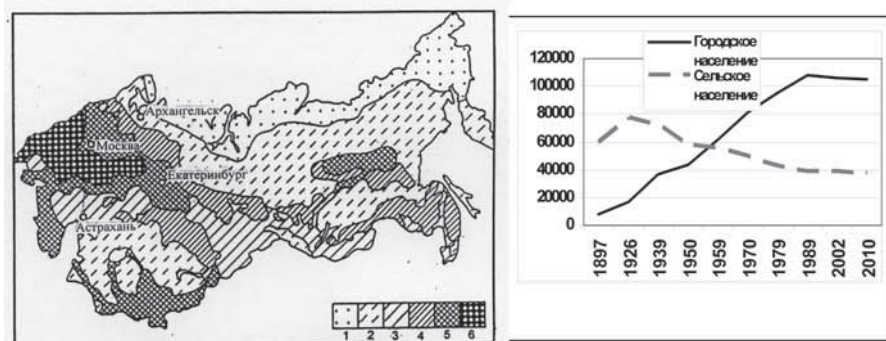 Архангельск
Москва
Екатеринбург
Астрахань
1 2 3 4 5 6
Городское
население
Сельское
население
120000
100000
80000
60000
40000
20000
0
1897
1926
1939
1950
1959
1970
1979
1989
2002
2010